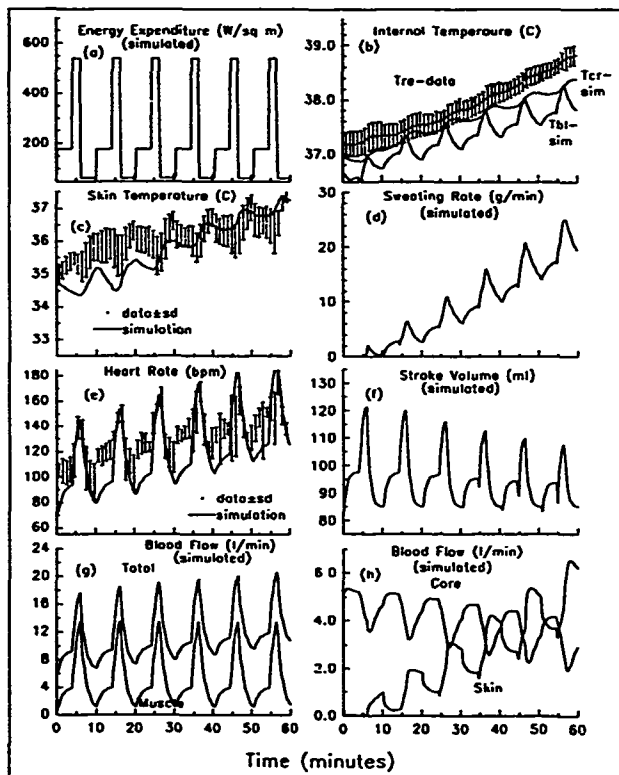 Energy Expenditure (W/sq m)
(simulated)
(a)
600
400
200
Internal Temperaure (C)
(b)
39.0
38.0
37.0
Tre-data
Tcr-
sim
Tbl-
sim
Skin Temperature (C)
(c)
37
36
35
34
33
data±sd
simulation
Sweating Rate (g/min)
(simulated)
(d)
30
20
10
0
Heart Rate (bpm)
(e)
180
160
140
120
100
80
60
data±sd
simulation
Stroke Volume (ml)
(simulated)
(f)
130
120
110
100
90
80
Blood Flow (l/min)
(simulated)
(g)
Total
24
20
16
12
8
4
0
Muscle
0 10 20 30 40 50 60
Blood Flow (l/min)
(simulated)
(h)
Core
6.0
4.0
2.0
0.0
Skin
0 10 20 30 40 50 60
Time (minutes)